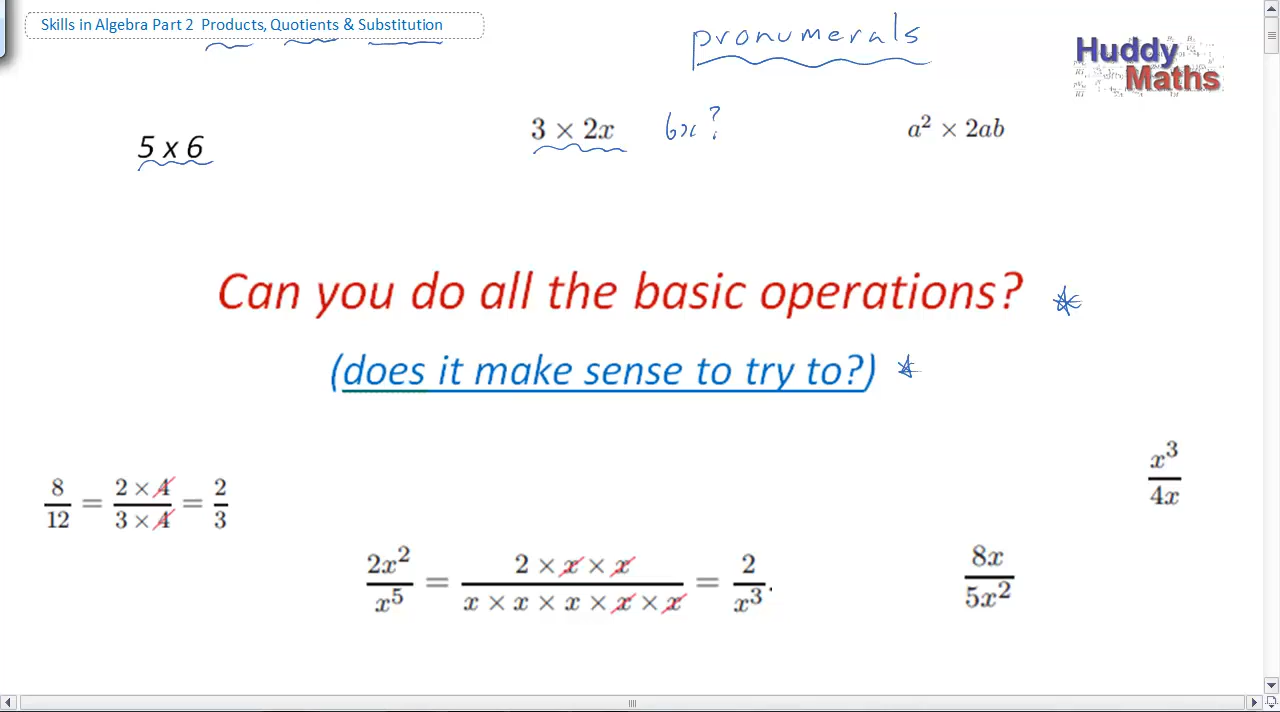 Skills in Algebra Part 2 Products, Quotients & Substitution
pronumerals
Huddy
Maths
5 x 6
3 × 2x
6x?
a² × 2ab
Can you do all the basic operations?
(does it make sense to try to?)
8/12 = (2 × 4)/(3 × 4) = 2/3
x³/4x
2x²/x⁵ = (2 × x × x)/(x × x × x × x × x) = 2/x³.
8x/5x²